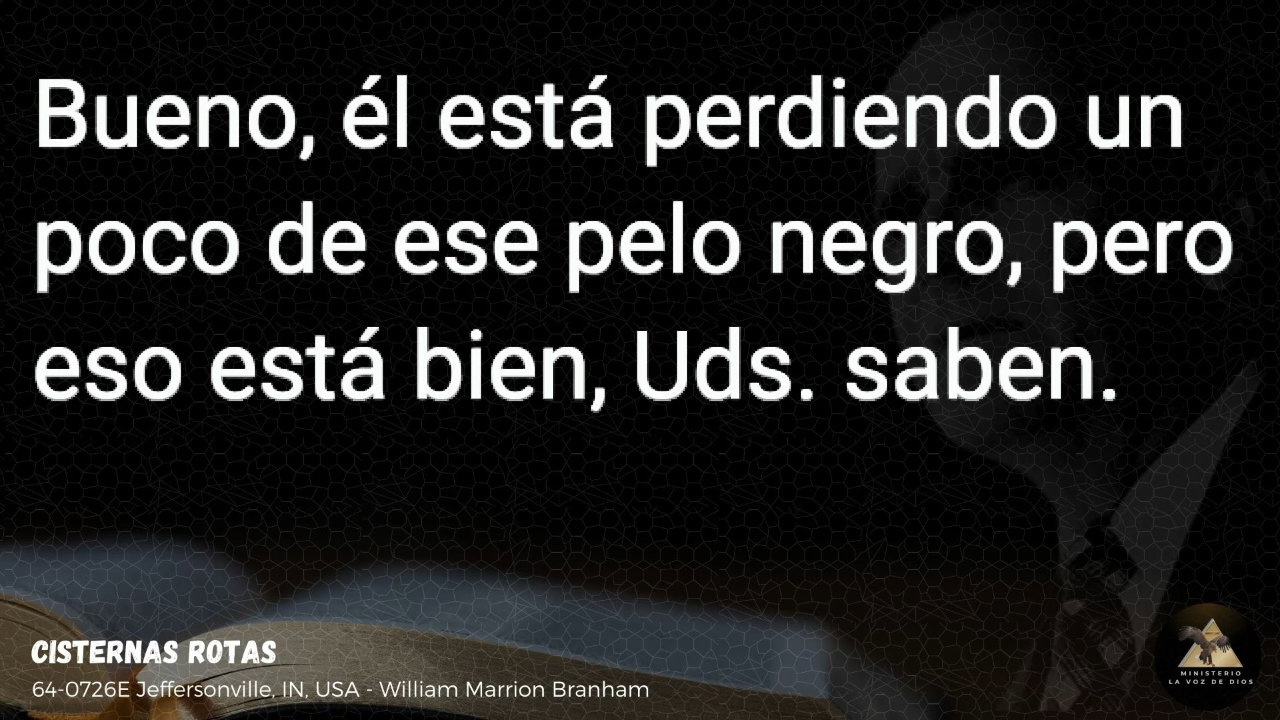 Bueno, él está perdiendo un
poco de ese pelo negro, pero
eso está bien, Uds. saben.
CISTERNAS ROTAS
64-0726E Jeffersonville, IN, USA - William Marrion Branham
MINISTERIO
LA VOZ DE DIOS